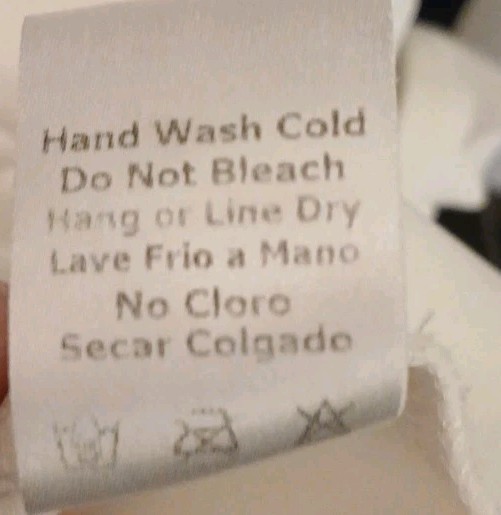 Hand Wash Cold
Do Not Bleach
Hang or Line Dry
Lave Frio a Mano
No Cloro
Secar Colgado